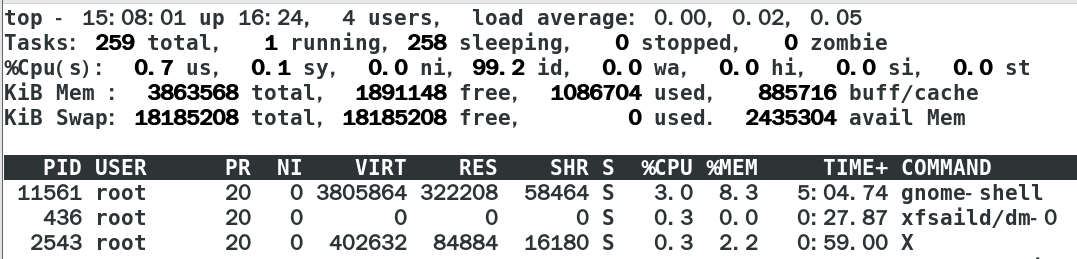 top - 15:08:01 up 16:24,  4 users,  load average: 0.00, 0.02, 0.05
Tasks: 259 total,   1 running, 258 sleeping,   0 stopped,   0 zombie
%Cpu(s):  0.7 us,  0.1 sy,  0.0 ni, 99.2 id,  0.0 wa,  0.0 hi,  0.0 si,  0.0 st
KiB Mem :  3863568 total,  1891148 free,  1086704 used,   885716 buff/cache
KiB Swap: 18185208 total, 18185208 free,        0 used.  2435304 avail Mem
PID USER      PR  NI    VIRT    RES    SHR S  %CPU %MEM     TIME+ COMMAND
11561 root      20   0 3805864 322208  58464 S   3.0  8.3   5:04.74 gnome-shell
436 root      20   0       0      0      0 S   0.3  0.0   0:27.87 xfsaild/dm-0
2543 root      20   0  402632  84884  16180 S   0.3  2.2   0:59.00 X